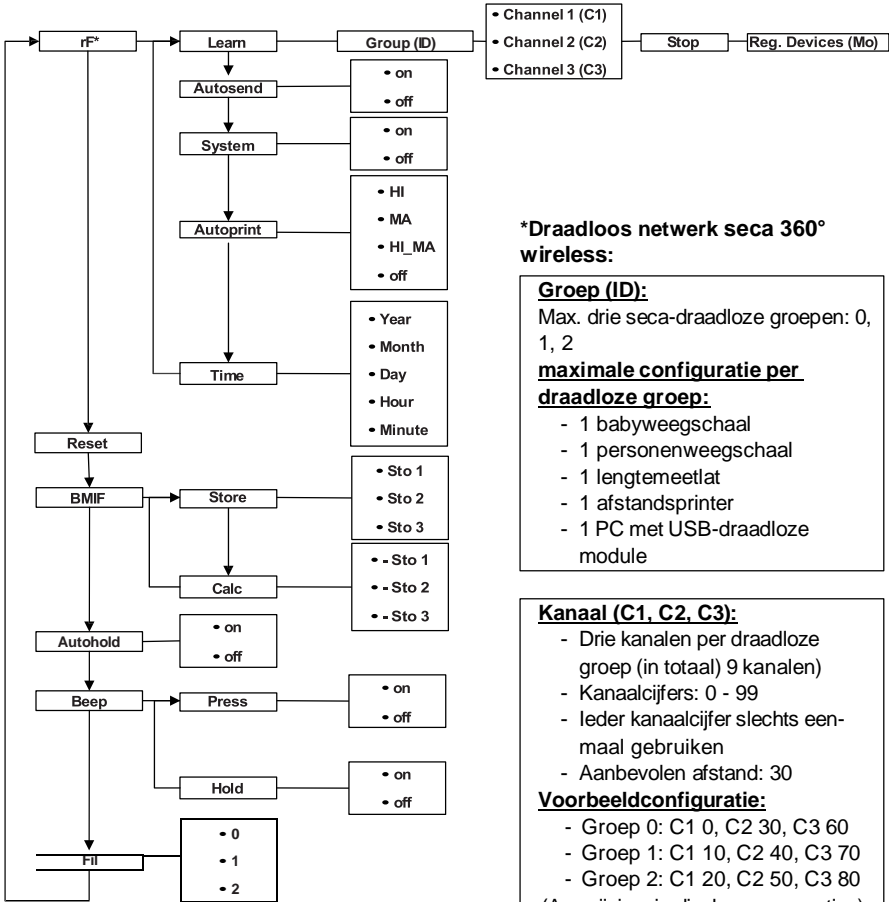 rF*
Learn
Group (ID)
• Channel 1 (C1)
• Channel 2 (C2)
• Channel 3 (C3)
Stop
Reg. Devices (Mo)
Autosend
• on
• off
System
• on
• off
Autoprint
• HI
• MA
• HI_MA
• off
Time
• Year
• Month
• Day
• Hour
• Minute
Reset
BMIF
Store
• Sto 1
• Sto 2
• Sto 3
Calc
• - Sto 1
• - Sto 2
• - Sto 3
Autohold
• on
• off
Beep
Press
• on
• off
Hold
• on
• off
Fil
• 0
• 1
• 2
*Draadloos netwerk seca 360°
wireless:
Groep (ID):
Max. drie seca-draadloze groepen: 0,
1, 2
maximale configuratie per
draadloze groep:
- 1 babyweegschaal
- 1 personenweegschaal
- 1 lengtemeetlat
- 1 afstandsprinter
- 1 PC met USB-draadloze
module
Kanaal (C1, C2, C3):
- Drie kanalen per draadloze
groep (in totaal) 9 kanalen)
- Kanaalcijfers: 0 - 99
- Ieder kanaalcijfer slechts een-
maal gebruiken
- Aanbevolen afstand: 30
Voorbeeldconfiguratie:
- Groep 0: C1 0, C2 30, C3 60
- Groep 1: C1 10, C2 40, C3 70
- Groep 2: C1 20, C2 50, C3 80